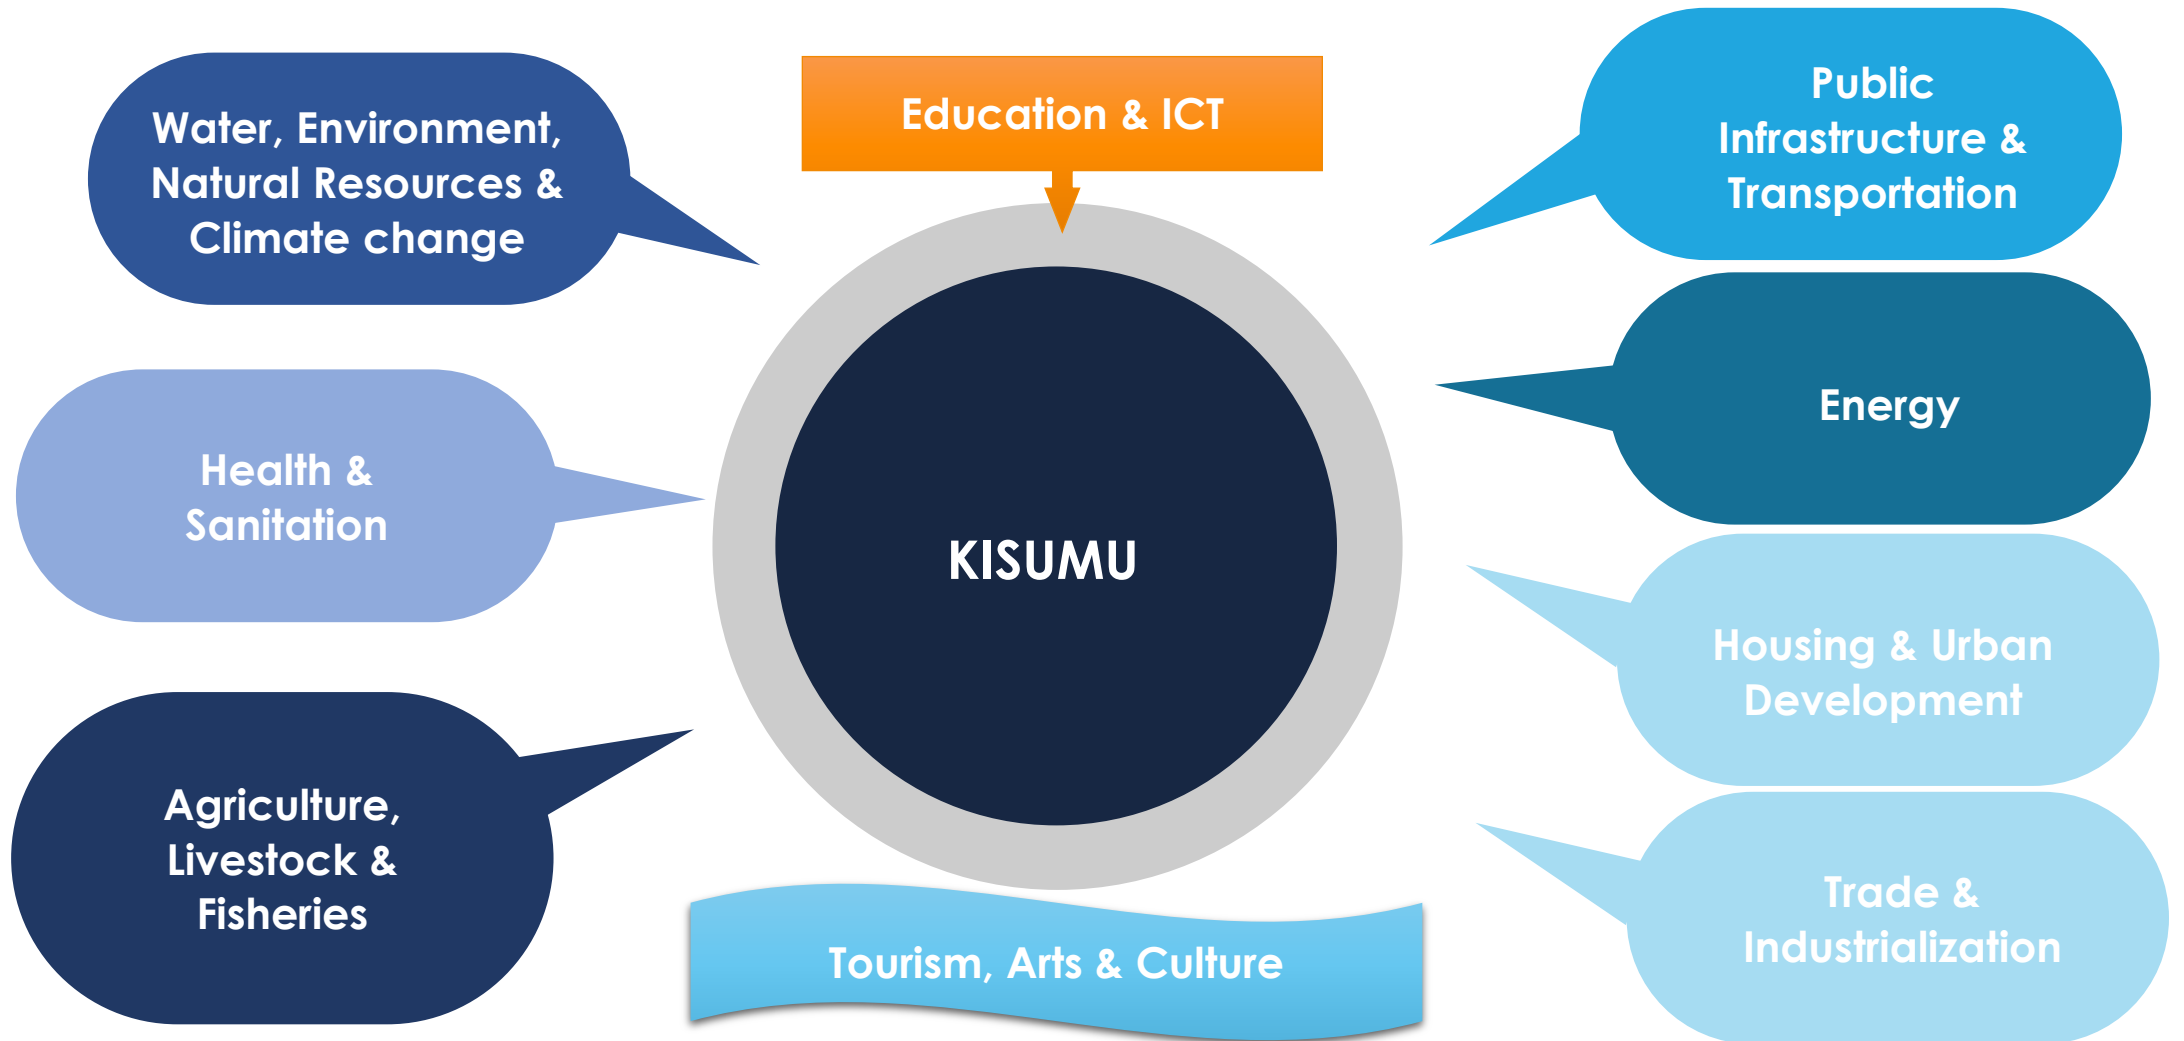 Water, Environment,
Natural Resources &
Climate change
Education & ICT
Public
Infrastructure &
Transportation
Energy
Health &
Sanitation
KISUMU
Housing & Urban
Development
Agriculture,
Livestock &
Fisheries
Trade &
Industrialization
Tourism, Arts & Culture